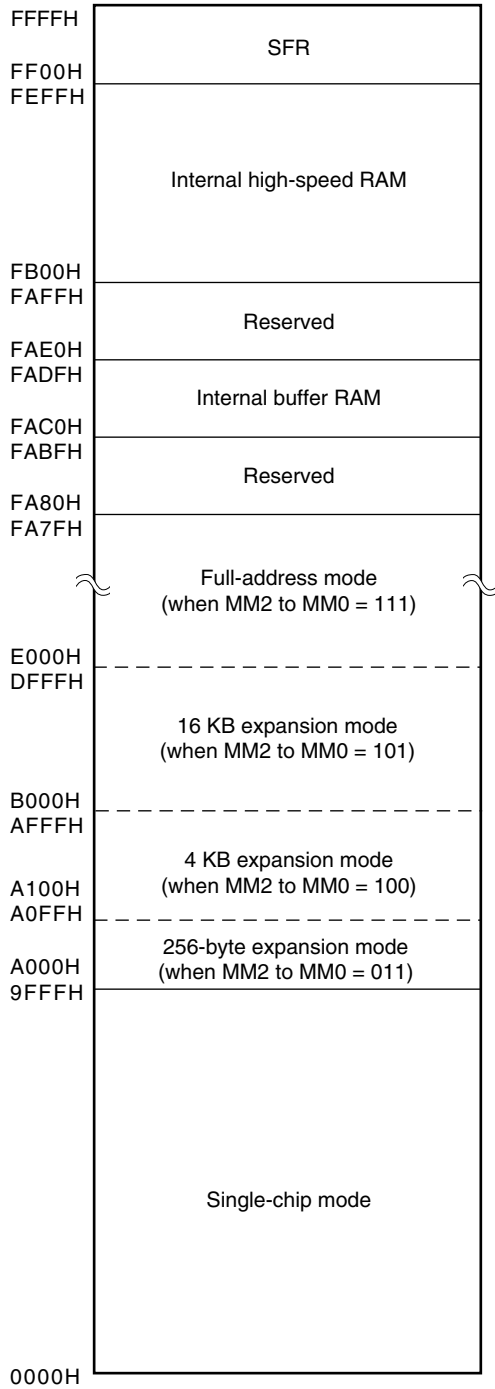 FFFFH
SFR
FF00H
FEFFH
Internal high-speed RAM
FB00H
FAFFH
Reserved
FAE0H
FADFH
Internal buffer RAM
FAC0H
FABFH
Reserved
FA80H
FA7FH
Full-address mode
(when MM2 to MM0 = 111)
E000H
DFFFH
16 KB expansion mode
(when MM2 to MM0 = 101)
B000H
AFFFH
4 KB expansion mode
(when MM2 to MM0 = 100)
A100H
A0FFH
256-byte expansion mode
(when MM2 to MM0 = 011)
A000H
9FFFH
Single-chip mode
0000H